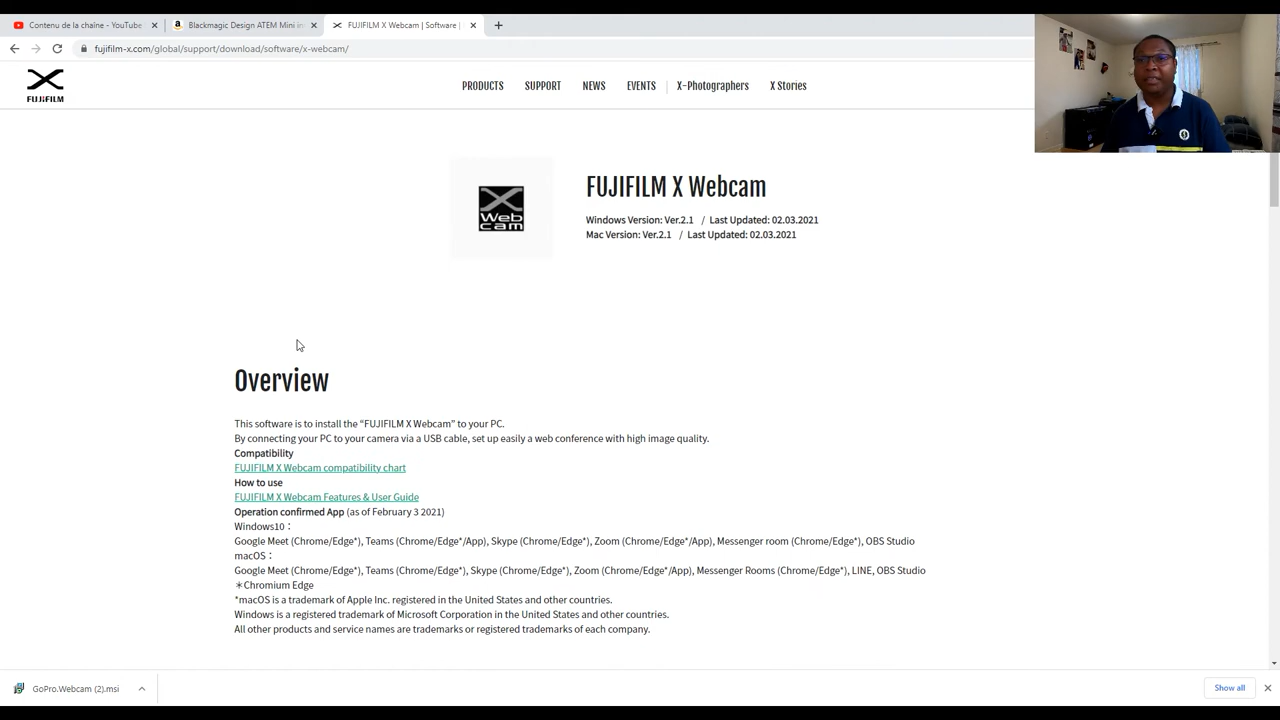 Contenu de la chaîne - YouTube
Blackmagic Design ATEM Mini in
FUJIFILM X Webcam | Software |
fujifilm-x.com/global/support/download/software/x-webcam/
FUJIFILM
PRODUCTS
SUPPORT
NEWS
EVENTS
X-Photographers
X Stories
Web
cam
FUJIFILM X Webcam
Windows Version: Ver.2.1 / Last Updated: 02.03.2021
Mac Version: Ver.2.1 / Last Updated: 02.03.2021
Overview
This software is to install the “FUJIFILM X Webcam” to your PC.
By connecting your PC to your camera via a USB cable, set up easily a web conference with high image quality.
Compatibility
FUJIFILM X Webcam compatibility chart
How to use
FUJIFILM X Webcam Features & User Guide
Operation confirmed App (as of February 3 2021)
Windows10：
Google Meet (Chrome/Edge*), Teams (Chrome/Edge*/App), Skype (Chrome/Edge*), Zoom (Chrome/Edge*/App), Messenger room (Chrome/Edge*), OBS Studio
macOS：
Google Meet (Chrome/Edge*), Teams (Chrome/Edge*), Skype (Chrome/Edge*), Zoom (Chrome/Edge*/App), Messenger Rooms (Chrome/Edge*), LINE, OBS Studio
＊Chromium Edge
*macOS is a trademark of Apple Inc. registered in the United States and other countries.
Windows is a registered trademark of Microsoft Corporation in the United States and other countries.
All other products and service names are trademarks or registered trademarks of each company.
GoPro.Webcam (2).msi
Show all